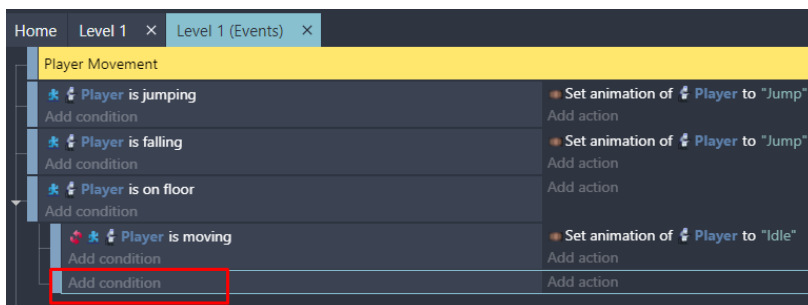 Home Level 1 × Level 1 (Events) ×
Player Movement
Player is jumping Set animation of Player to "Jump"
Add condition Add action
Player is falling Set animation of Player to "Jump"
Add condition Add action
Player is on floor Add action
Add condition
Player is moving Set animation of Player to "Idle"
Add condition Add action
Add condition Add action